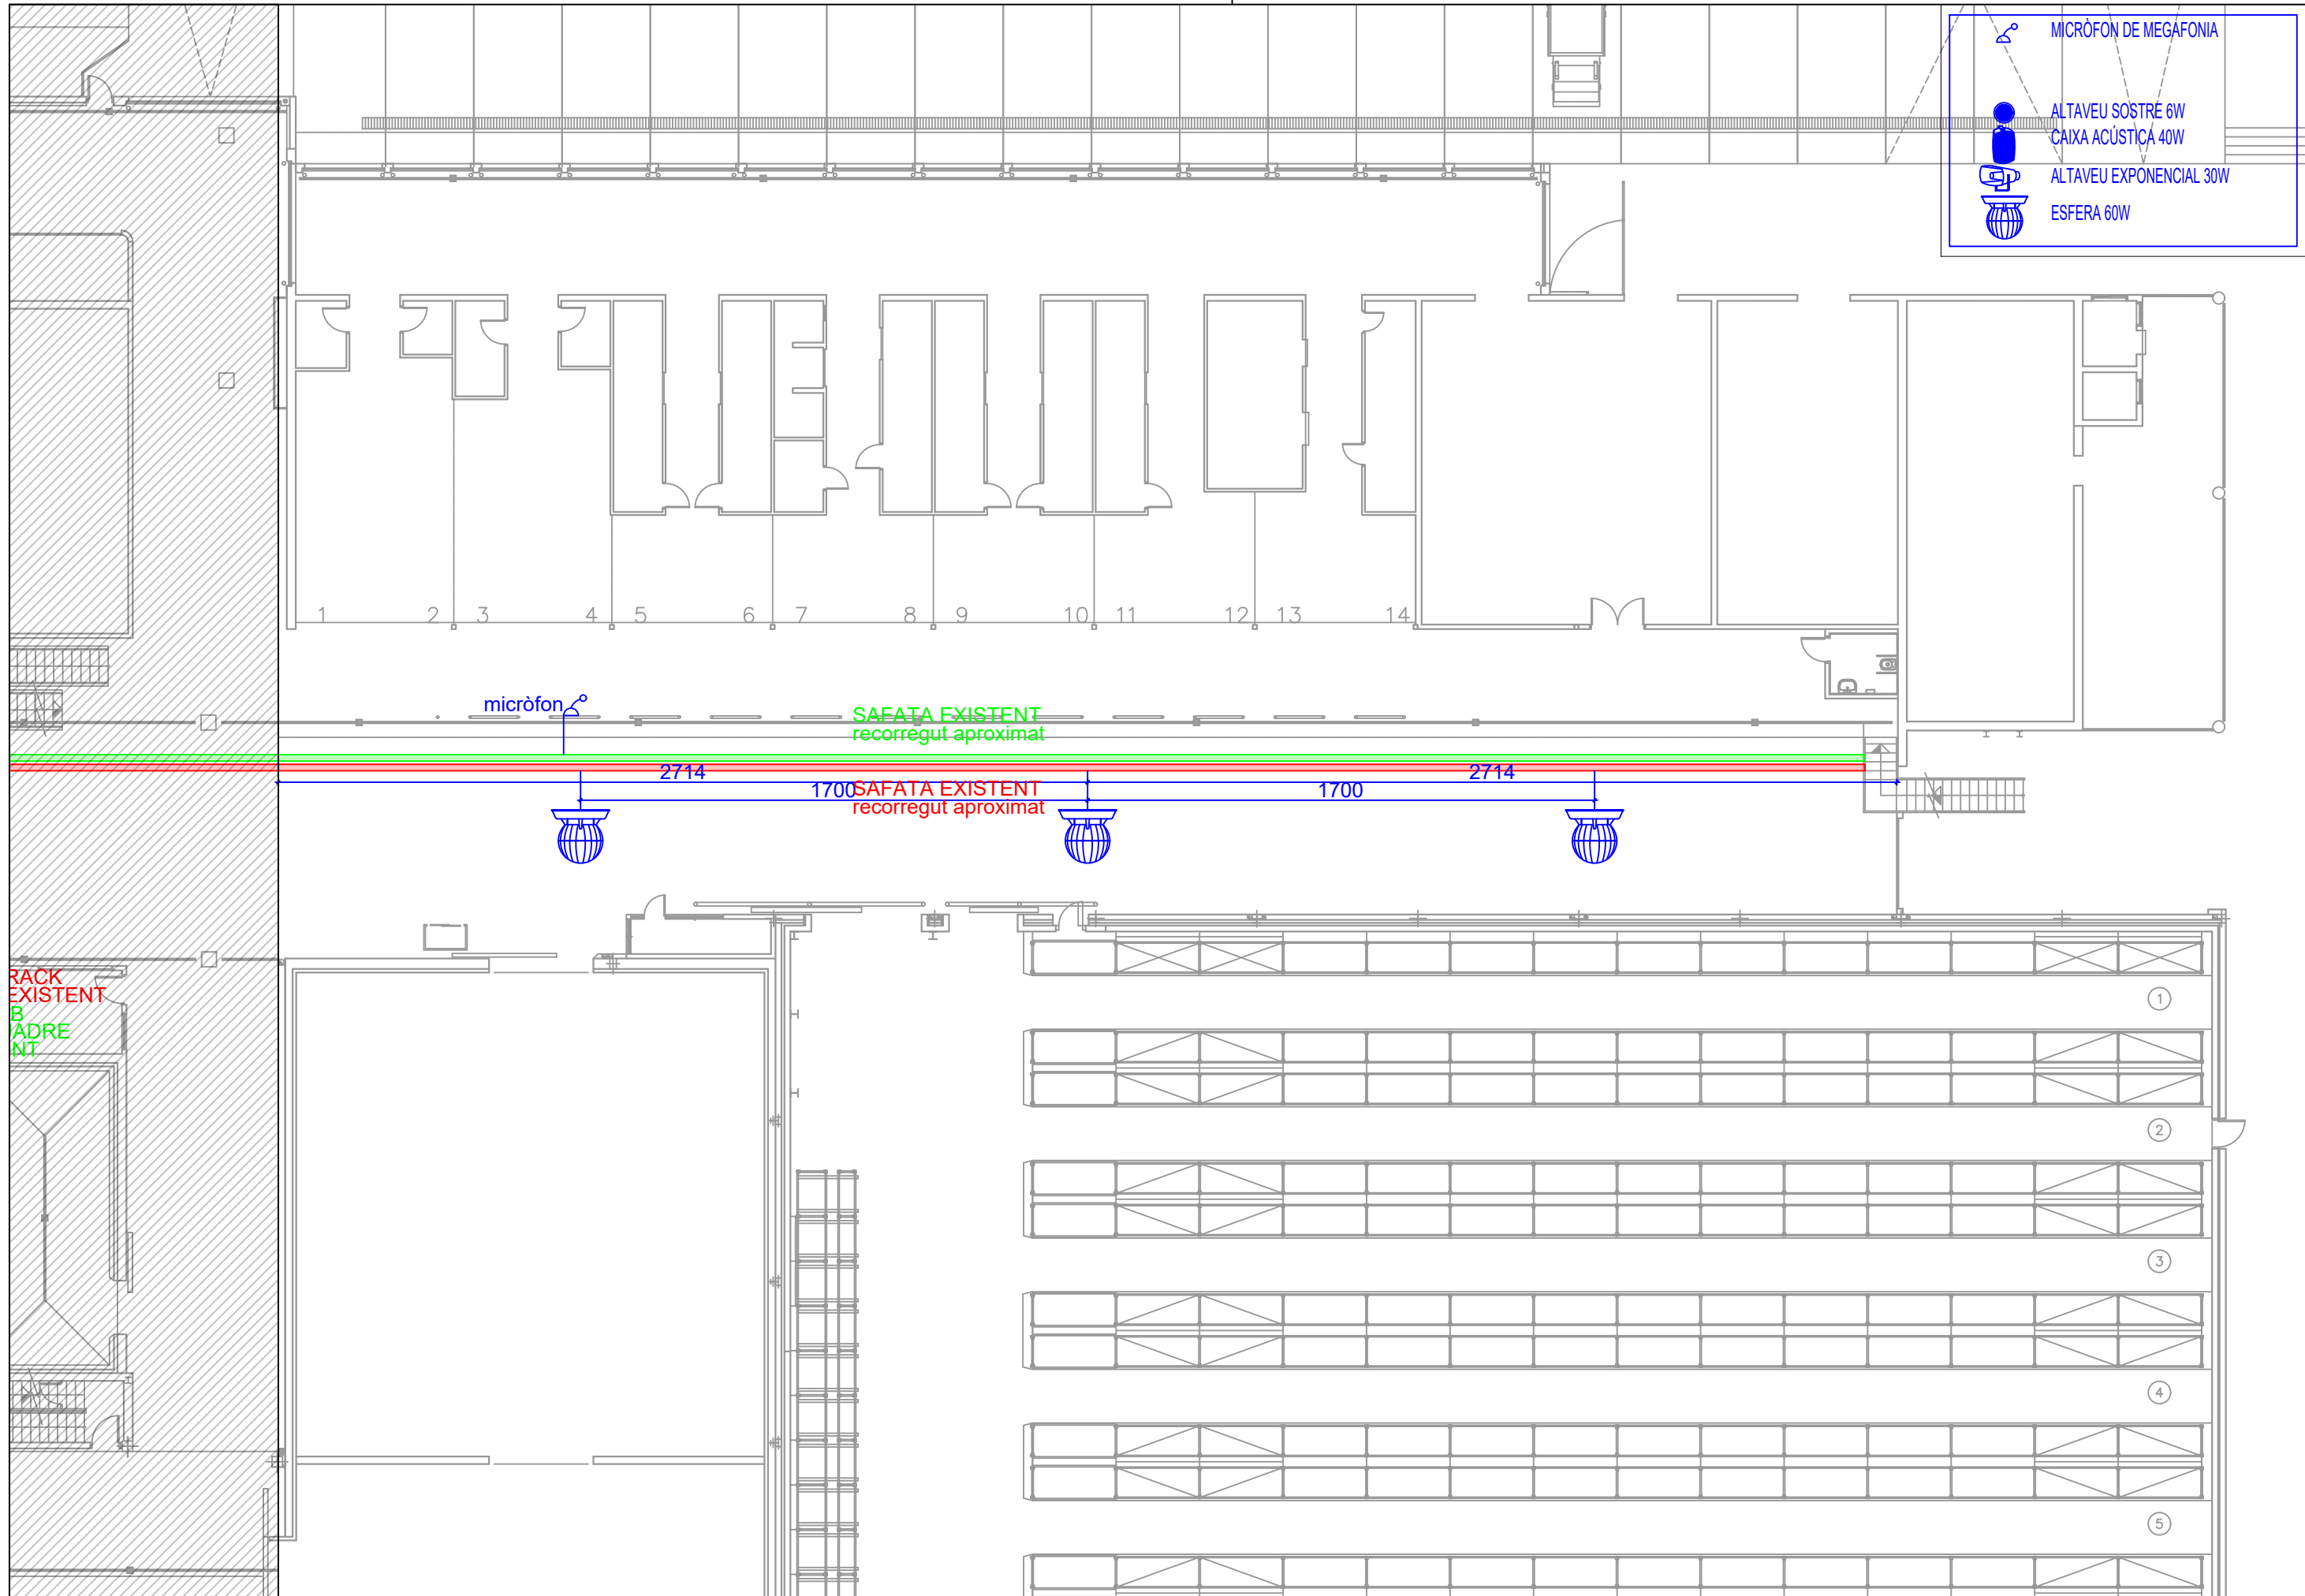 MICRÒFON DE MEGAFONIA
ALTAVEU SOSTRE 6W
CAIXA ACÚSTICA 40W
ALTAVEU EXPONENCIAL 30W
ESFERA 60W
1 2 3 4 5 6 7 8 9 10 11 12 13 14
micròfon
SAFATA EXISTENT
recorregut aproximat
2714 2714
1700 1700
SAFATA EXISTENT
recorregut aproximat
RACK
EXISTENT
B
ADRE
NT
1
2
3
4
5